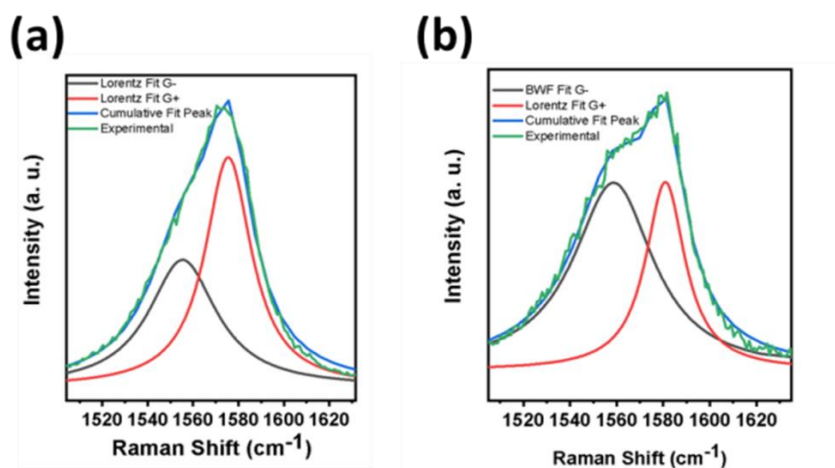 (a)
Lorentz Fit G-
Lorentz Fit G+
Cumulative Fit Peak
Experimental
Intensity (a. u.)
1520 1540 1560 1580 1600 1620
Raman Shift (cm-1)
(b)
BWF Fit G-
Lorentz Fit G+
Cumulative Fit Peak
Experimental
Intensity (a. u.)
1520 1540 1560 1580 1600 1620
Raman Shift (cm-1)